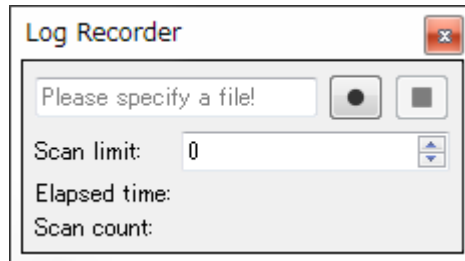 Log Recorder
Please specify a file!
Scan limit: 0
Elapsed time:
Scan count: